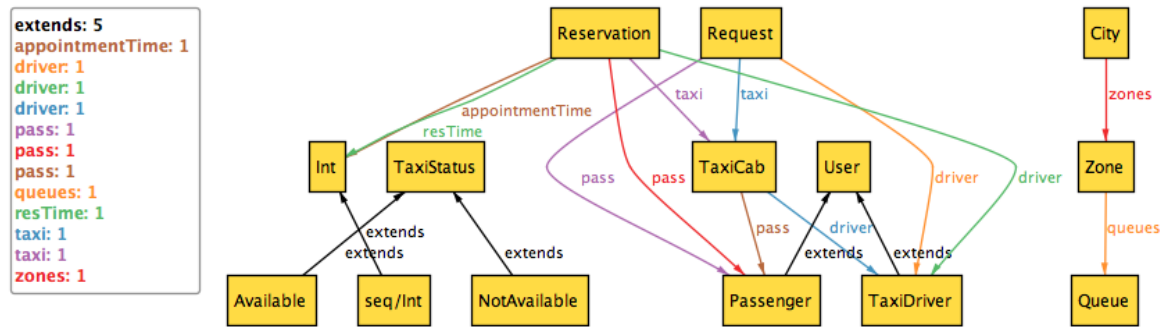 extends: 5
appointmentTime: 1
driver: 1
driver: 1
driver: 1
pass: 1
pass: 1
pass: 1
queues: 1
resTime: 1
taxi: 1
taxi: 1
zones: 1
Reservation
Request
City
taxi
taxi
zones
appointmentTime
resTime
Int
TaxiStatus
TaxiCab
User
Zone
pass
pass
driver
driver
extends
pass
driver
queues
extends
extends
extends
extends
Available
seq/Int
NotAvailable
Passenger
TaxiDriver
Queue